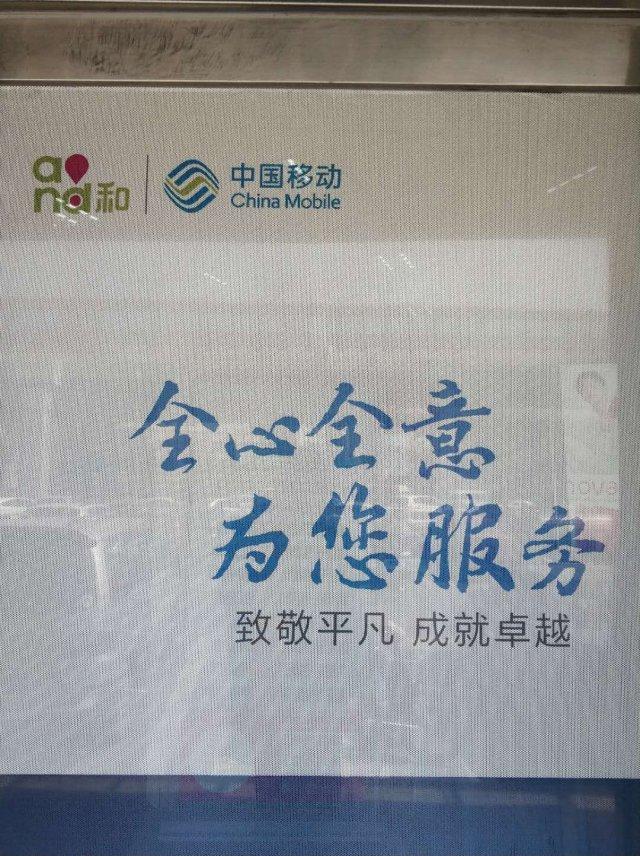 and和
中国移动
China Mobile
全心全意
为您服务
致敬平凡 成就卓越